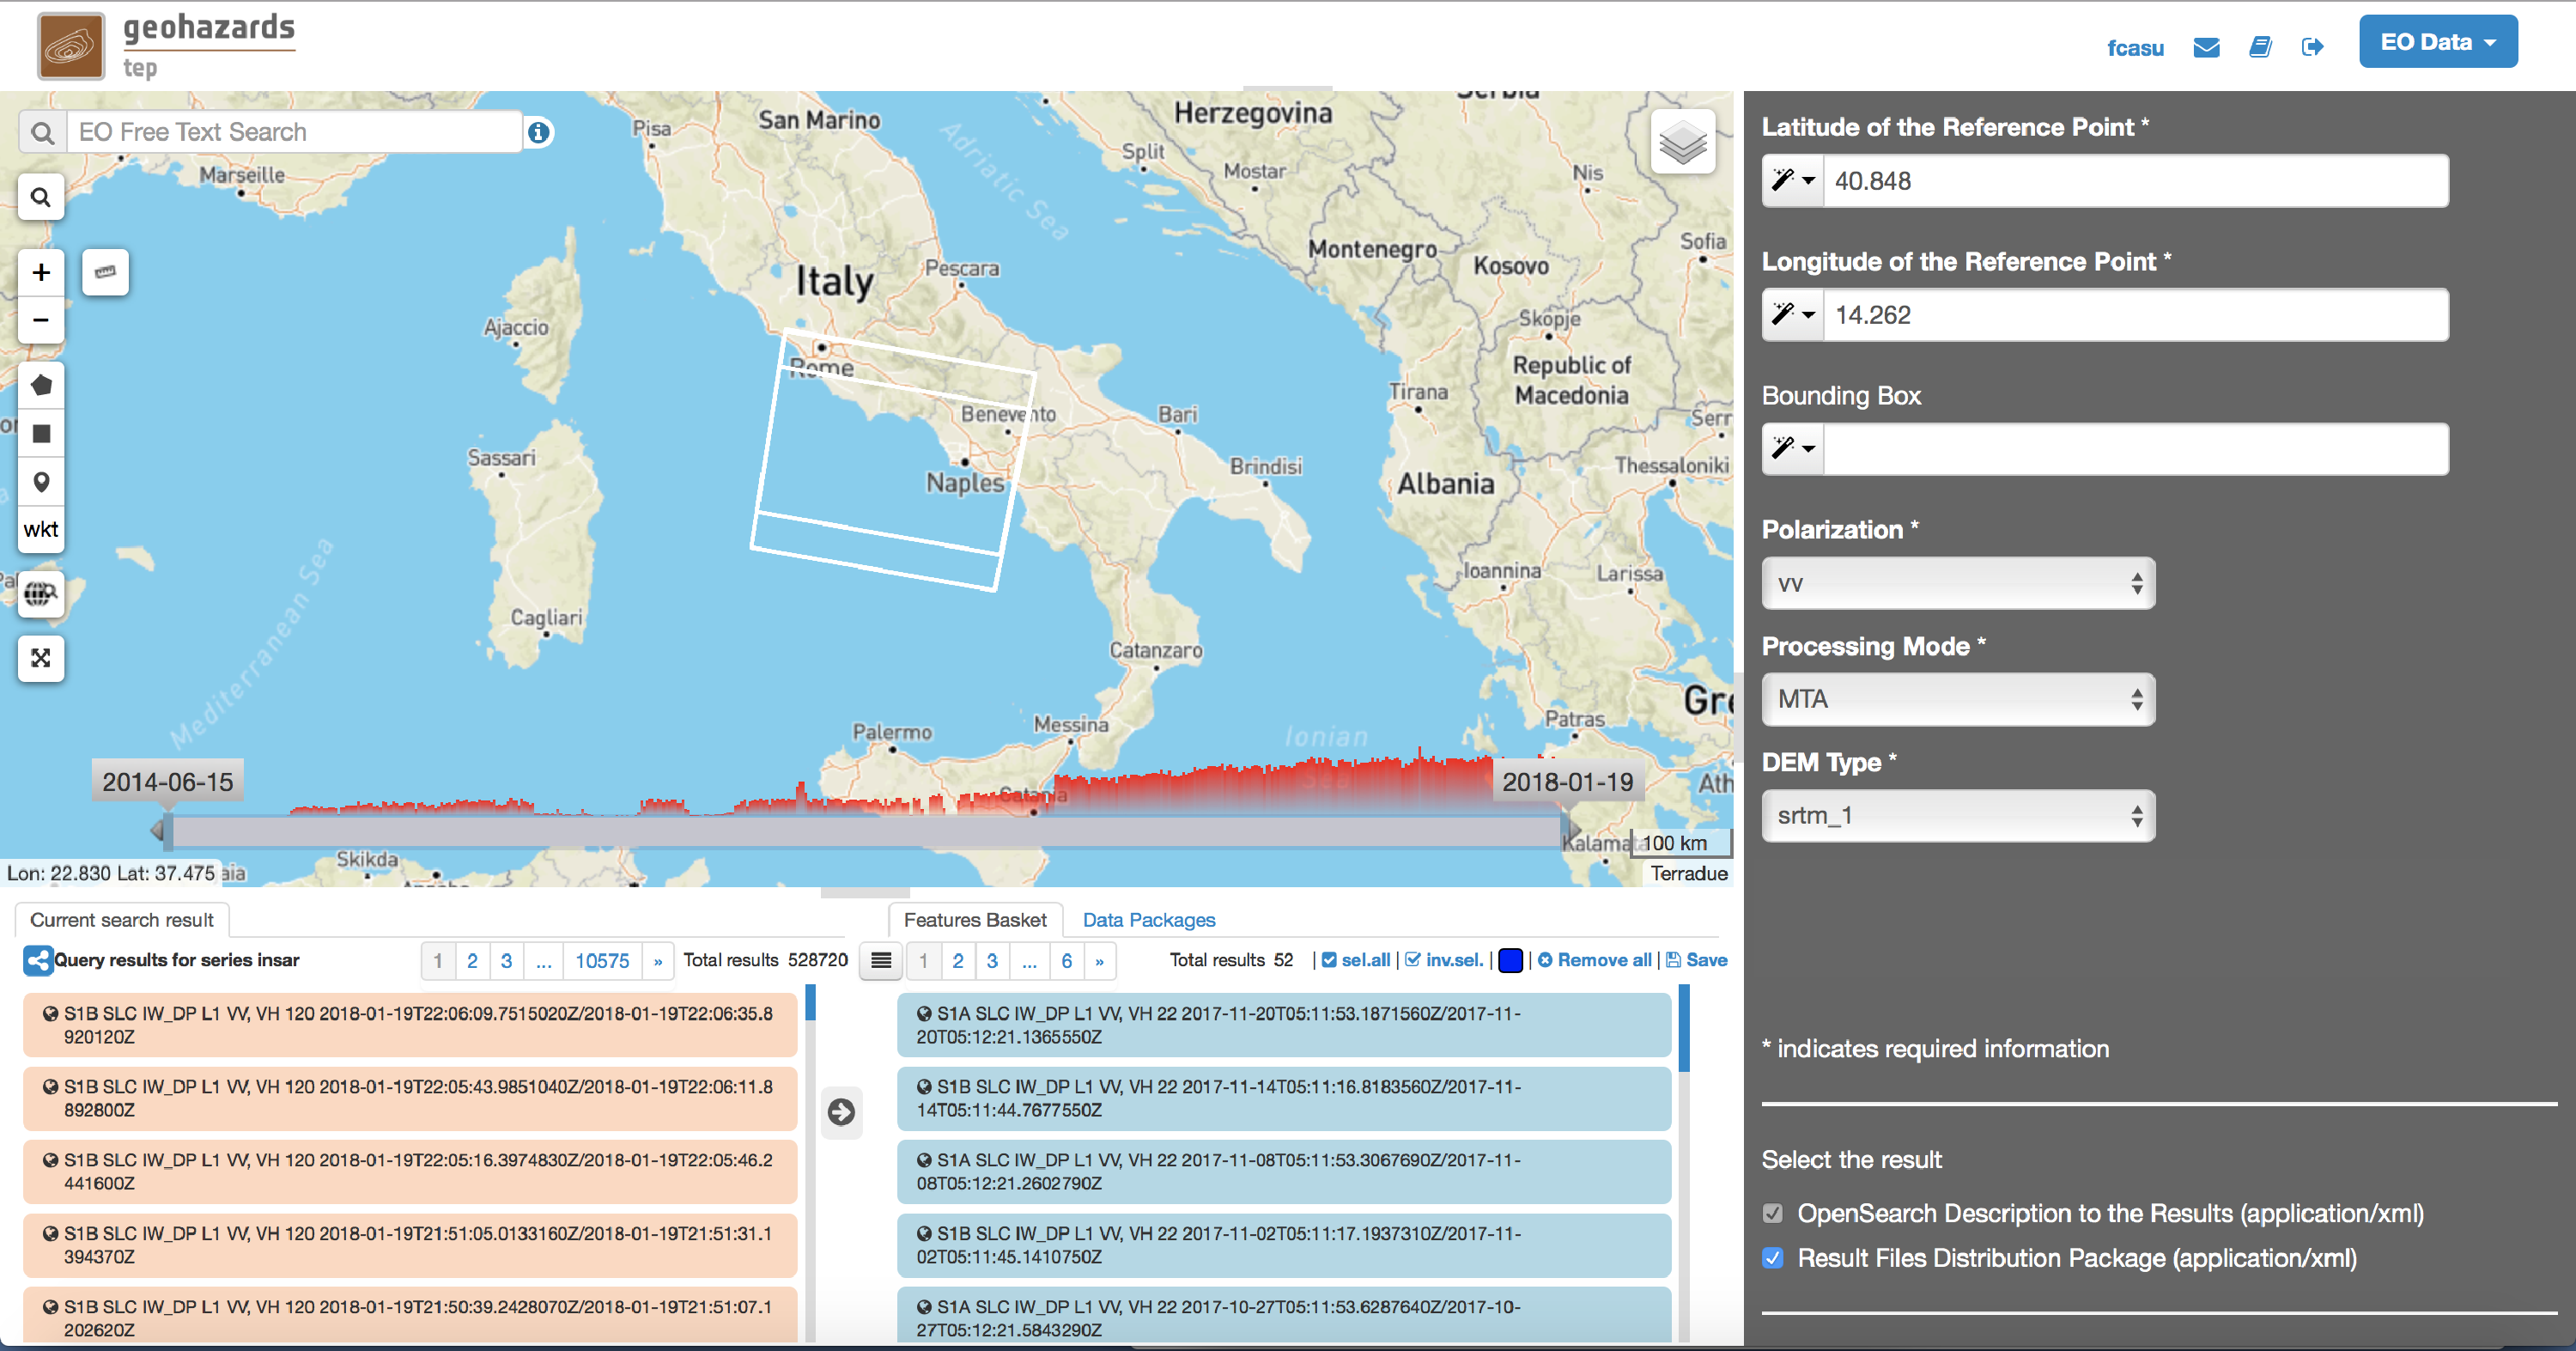 geohazards
tep
fcasu
EO Data
EO Free Text Search
Pisa
San Marino
Herzegovina
Serbia
Marseille
Adriatic Sea
Split
Mostar
Nis
Sofia
Montenegro
Kosovo
Italy
Pescara
Ajaccio
Skopje
Rome
Republic of
Macedonia
Tirana
Benevento
Bari
Serr
Sassari
Naples
Brindisi
Albania
Thessaloniki
wkt
Ioannina
Larissa
Mediterranean Sea
Cagliari
Catanzaro
Gre
Palermo
Messina
Ionian
Patras
2014-06-15
2018-01-19
Catania
Ath
Kalamata
100 km
Skikda
Lon: 22.830 Lat: 37.475
aia
Terradue
Latitude of the Reference Point *
40.848
Longitude of the Reference Point *
14.262
Bounding Box
Polarization *
vv
Processing Mode *
MTA
DEM Type *
srtm_1
* indicates required information
Select the result
OpenSearch Description to the Results (application/xml)
Result Files Distribution Package (application/xml)
Current search result
Query results for series insar
1 2 3 ... 10575 » Total results 528720
S1B SLC IW_DP L1 VV, VH 120 2018-01-19T22:06:09.7515020Z/2018-01-19T22:06:35.8
920120Z
S1B SLC IW_DP L1 VV, VH 120 2018-01-19T22:05:43.9851040Z/2018-01-19T22:06:11.8
892800Z
S1B SLC IW_DP L1 VV, VH 120 2018-01-19T22:05:16.3974830Z/2018-01-19T22:05:46.2
441600Z
S1B SLC IW_DP L1 VV, VH 120 2018-01-19T21:51:05.0133160Z/2018-01-19T21:51:31.1
394370Z
S1B SLC IW_DP L1 VV, VH 120 2018-01-19T21:50:39.2428070Z/2018-01-19T21:51:07.1
202620Z
Features Basket Data Packages
1 2 3 ... 6 » Total results 52 | sel.all | inv.sel. | | Remove all | Save
S1A SLC IW_DP L1 VV, VH 22 2017-11-20T05:11:53.1871560Z/2017-11-
20T05:12:21.1365550Z
S1B SLC IW_DP L1 VV, VH 22 2017-11-14T05:11:16.8183560Z/2017-11-
14T05:11:44.7677550Z
S1A SLC IW_DP L1 VV, VH 22 2017-11-08T05:11:53.3067690Z/2017-11-
08T05:12:21.2602790Z
S1B SLC IW_DP L1 VV, VH 22 2017-11-02T05:11:17.1937310Z/2017-11-
02T05:11:45.1410750Z
S1A SLC IW_DP L1 VV, VH 22 2017-10-27T05:11:53.6287640Z/2017-10-
27T05:12:21.5843290Z